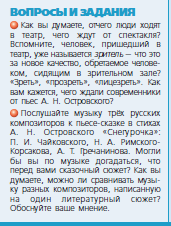 ВОПРОСЫ И ЗАДАНИЯ
Как вы думаете, отчего люди ходят
в театр, чего ждут от спектакля?
Вспомните, человек, пришедший в
театр, уже называется зритель – что это
за новое качество, обретаемое челове-
ком, сидящим в зрительном зале?
«Зреть», «прозреть», «лицезреть». Как
вам кажется, чего ждали современники
от пьес А. Н. Островского?
Послушайте музыку трёх русских
композиторов к пьесе-сказке в стихах
А. Н. Островского «Снегурочка»:
П. И. Чайковского, Н. А. Римского-
Корсакова, А. Т. Гречанинова. Могли
бы вы по музыке догадаться, что
перед вами сказочный сюжет? Как вы
думаете, можно ли сравнивать музы-
ку разных композиторов, написанную
на один литературный сюжет?
Обоснуйте ваше мнение.